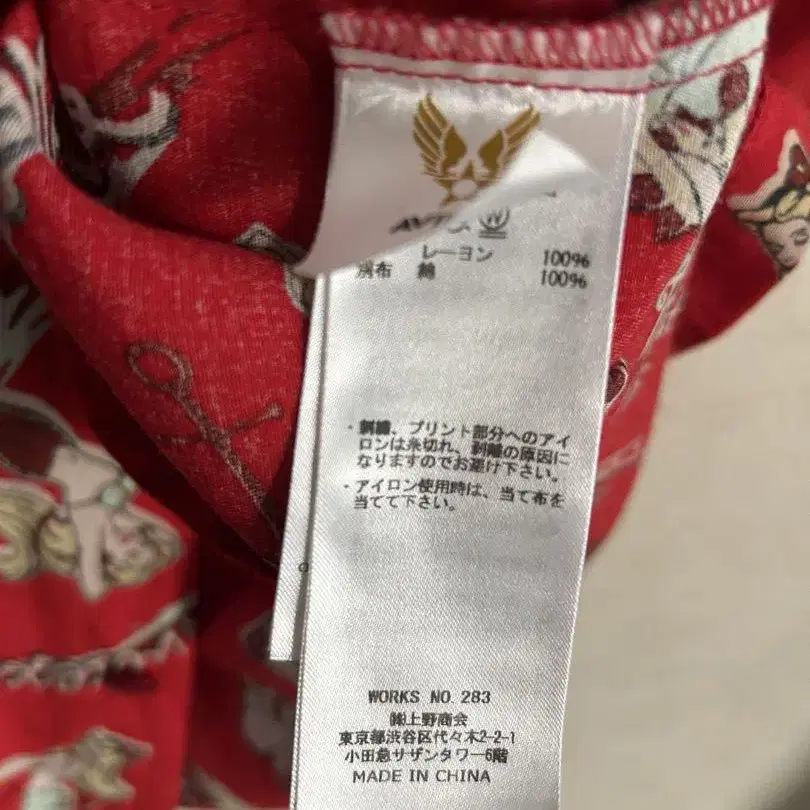 レーヨン 100%
別布 綿 100%
・刺繍、プリント部分へのアイ
ロンは糸切れ、剥離の原因に
なりますのでお避け下さい。
・アイロン使用時は、当て布を
当てて下さい。
WORKS NO. 283
㈱上野商会
東京都渋谷区代々木2-2-1
小田急サザンタワー6階
MADE IN CHINA